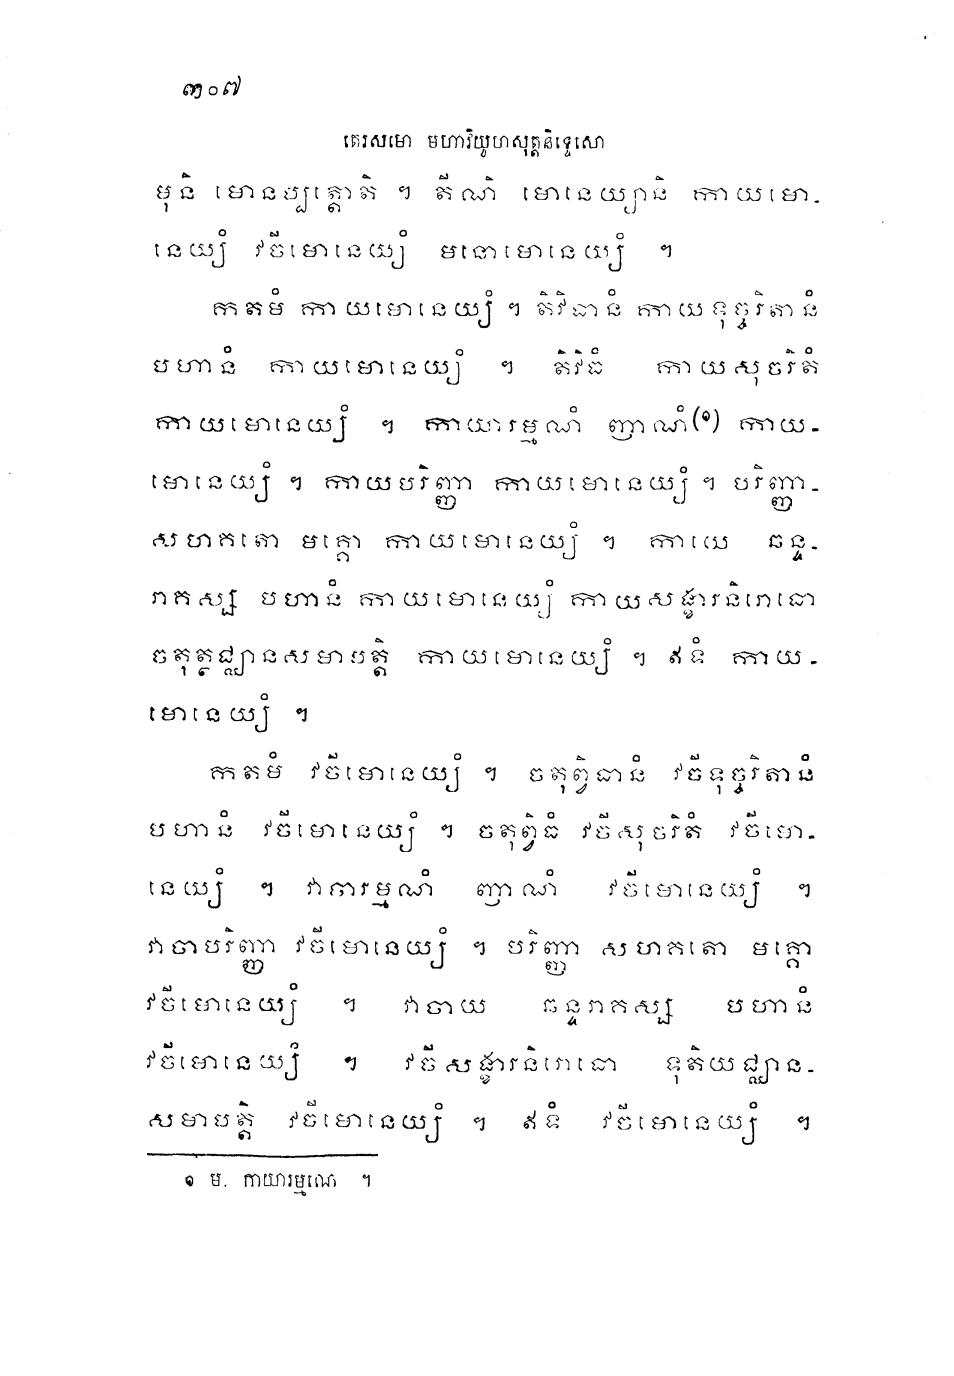 ៣០៧
តេរសមោ មហាវិយូហសុត្តនិទ្ទេសោ
មុនិ មោនប្បត្តោតិ ។ តីណិ មោនេយ្យានិ កាយមោ-
នេយ្យំ វចីមោនេយ្យំ មនោមោនេយ្យំ ។
កតមំ កាយមោនេយ្យំ ។ តិវិធានំ កាយទុច្ចរិតានំ
បហានំ កាយមោនេយ្យំ ។ តិវិធំ កាយសុចរិតំ
កាយមោនេយ្យំ ។ កាយារម្មណំ ញាណំ(១) កាយ-
មោនេយ្យំ ។ កាយបរិញ្ញា កាយមោនេយ្យំ ។ បរិញ្ញា-
សហគតោ មគ្គោ កាយមោនេយ្យំ ។ កាយេ ឆន្ទ-
រាគស្ស បហានំ កាយមោនេយ្យំ កាយសង្ខារនិរោធោ
ចតុត្ថជ្ឈានសមាបត្តិ កាយមោនេយ្យំ ។ ឥទំ កាយ-
មោនេយ្យំ ។
កតមំ វចីមោនេយ្យំ ។ ចតុព្វិធានំ វចីទុច្ចរិតានំ
បហានំ វចីមោនេយ្យំ ។ ចតុព្វិធំ វចីសុចរិតំ វចីមោ-
នេយ្យំ ។ វាការម្មណំ ញាណំ វចីមោនេយ្យំ ។
វាចាបរិញ្ញា វចីមោនេយ្យំ ។ បរិញ្ញា សហគតោ មគ្គោ
វចីមោនេយ្យំ ។ វាចាយ ឆន្ទរាគស្ស បហានំ
វចីមោនេយ្យំ ។ វចីសង្ខារនិរោធោ ទុតិយជ្ឈាន-
សមាបត្តិ វចីមោនេយ្យំ ។ ឥទំ វចីមោនេយ្យំ ។
១ ម. កាយារម្មណេ ។